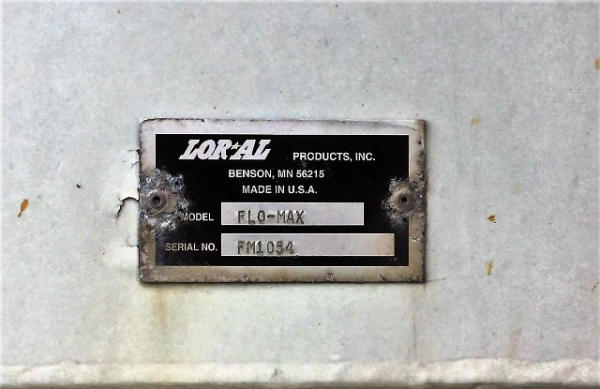 LOR★AL PRODUCTS, INC.
BENSON, MN 56215
MADE IN U.S.A.
MODEL FLO-MAX
SERIAL NO. FM1054